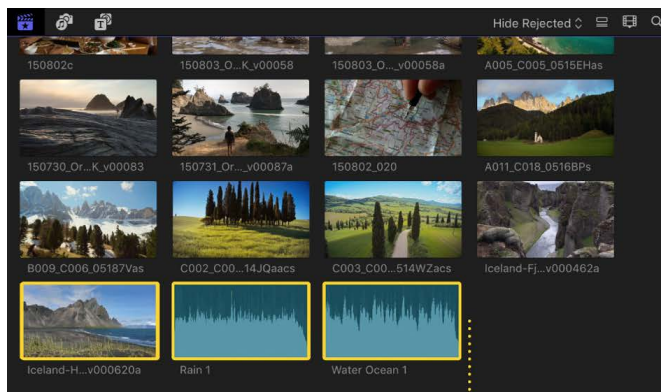 Hide Rejected
150802c
150803_O...K_v00058
150803_O..._v00058a
A005_C005_0515EHas
150730_Or...K_v00083
150731_Or..._v00087a
150802_020
A011_C018_0516BPs
B009_C006_05187Vas
C002_C00...14JQaacs
C003_C00...514WZacs
Iceland-Fj...v000462a
Iceland-H...v000620a
Rain 1
Water Ocean 1